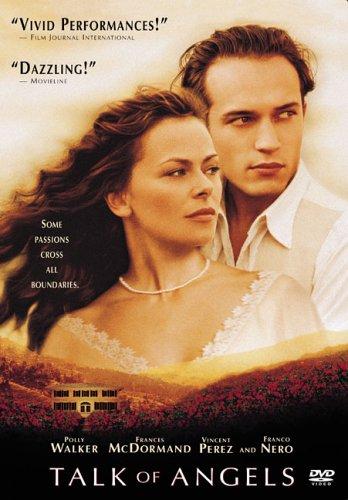 "VIVID PERFORMANCES!"
— FILM JOURNAL INTERNATIONAL
"DAZZLING!"
— MOVIELINE
SOME
PASSIONS
CROSS
ALL
BOUNDARIES.
POLLY WALKER FRANCES MCDORMAND VINCENT PEREZ AND FRANCO NERO
TALK OF ANGELS
DVD
VIDEO